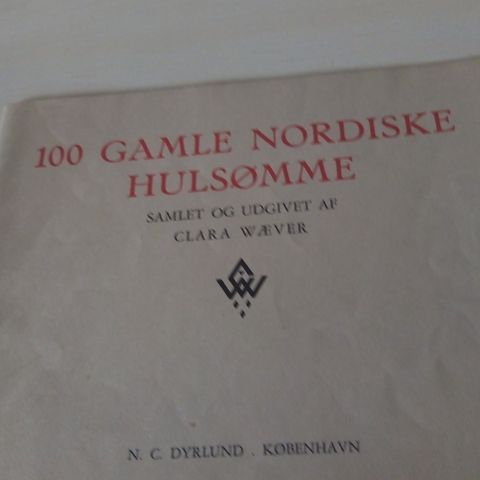 100 GAMLE NORDISKE
HULSØMME
SAMLET OG UDGIVET AF
CLARA WÆVER
N. C. DYRLUND . KØBENHAVN